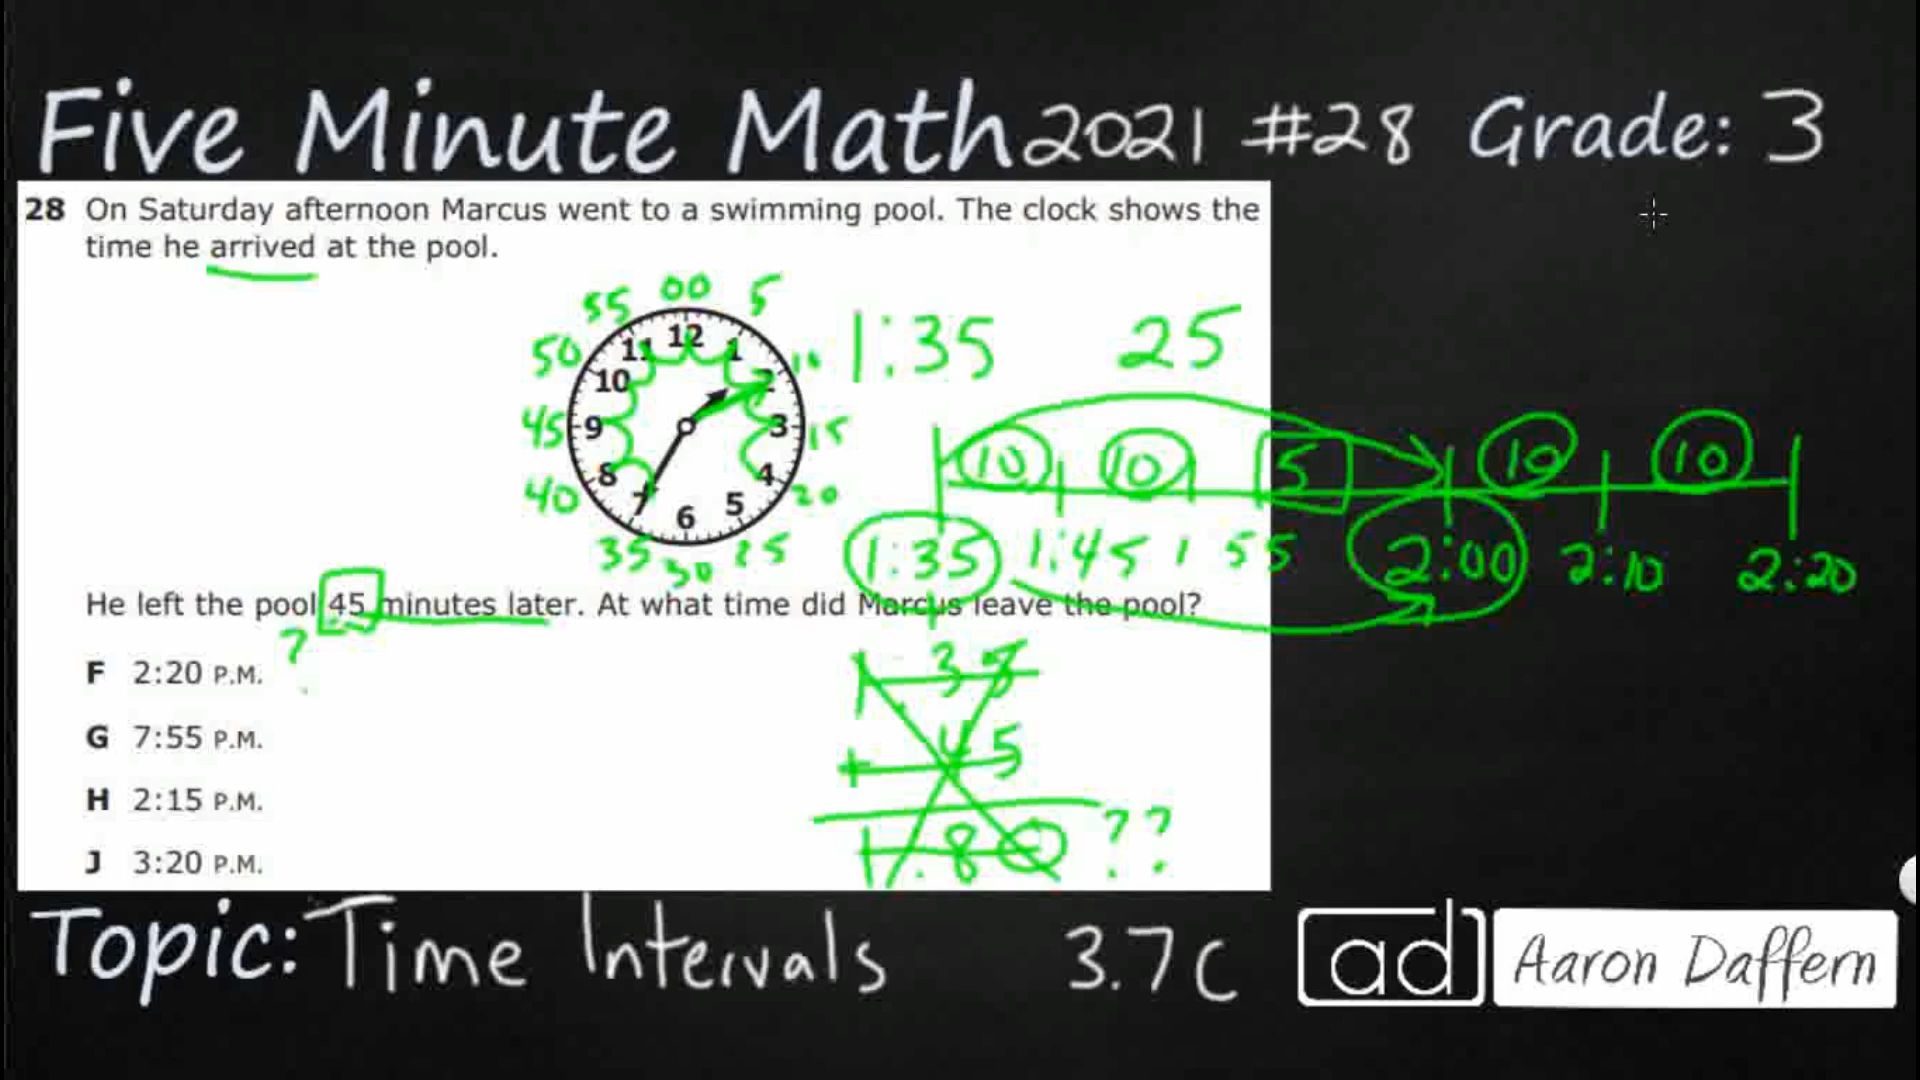 Five Minute Math 2021 #28 Grade: 3
28 On Saturday afternoon Marcus went to a swimming pool. The clock shows the
time he arrived at the pool.
00
55 5
50 10
45 15
40 20
35 25
30
12
11 1
10 2
9 3
8 4
7 5
6
1:35 25
10 10 5 10 10
1:35 1:45 1 55 2:00 2:10 2:20
He left the pool 45 minutes later. At what time did Marcus leave the pool?
?
F 2:20 P.M.
G 7:55 P.M.
H 2:15 P.M.
J 3:20 P.M.
+ 45
1:80 ??
Topic: Time Intervals 3.7C
ad Aaron Daffern